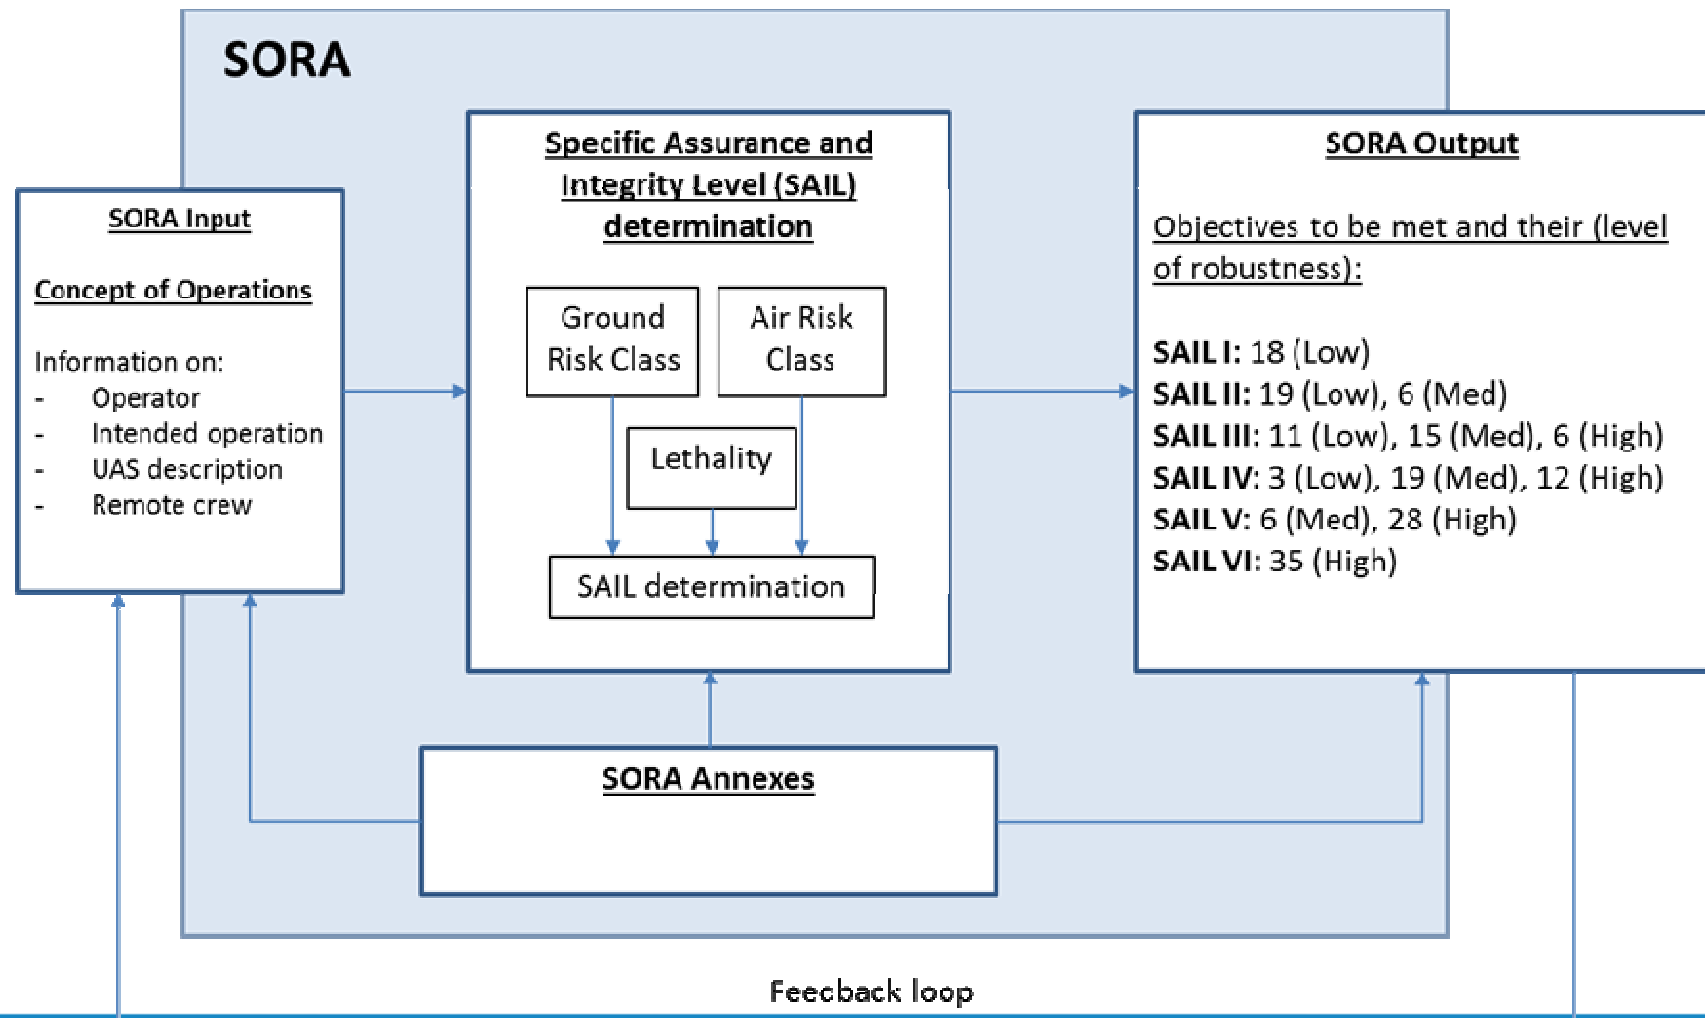 SORA
SORA Input
Concept of Operations
Information on:
- Operator
- Intended operation
- UAS description
- Remote crew
Specific Assurance and
Integrity Level (SAIL)
determination
Ground
Risk Class
Air Risk
Class
Lethality
SAIL determination
SORA Output
Objectives to be met and their (level
of robustness):
SAIL I: 18 (Low)
SAIL II: 19 (Low), 6 (Med)
SAIL III: 11 (Low), 15 (Med), 6 (High)
SAIL IV: 3 (Low), 19 (Med), 12 (High)
SAIL V: 6 (Med), 28 (High)
SAIL VI: 35 (High)
SORA Annexes
Feedback loop